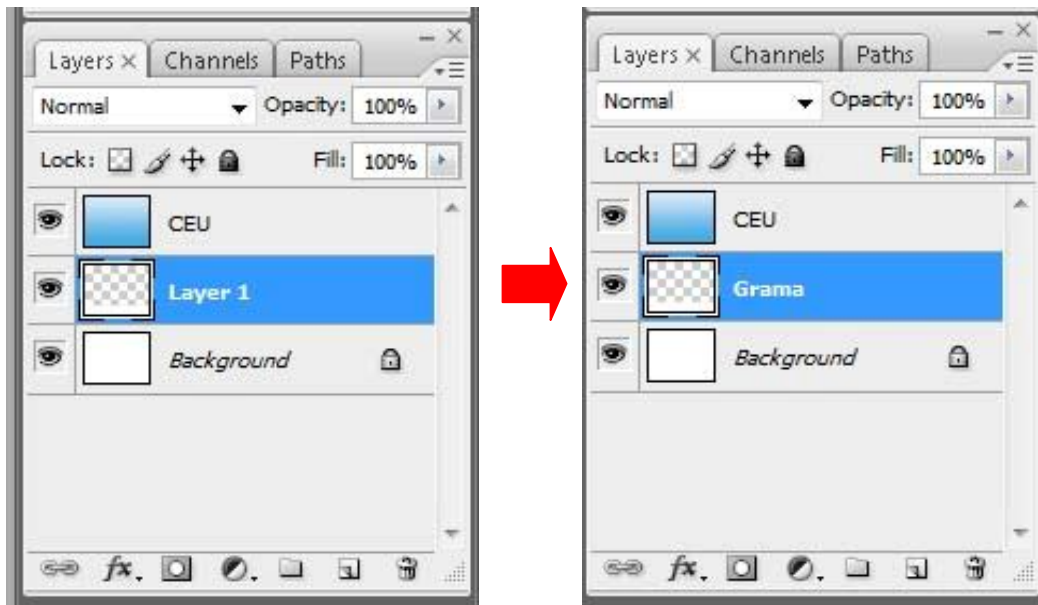 Layers × Channels Paths
Normal Opacity: 100%
Lock: Fill: 100%
CEU
Layer 1
Background
Layers × Channels Paths
Normal Opacity: 100%
Lock: Fill: 100%
CEU
Grama
Background